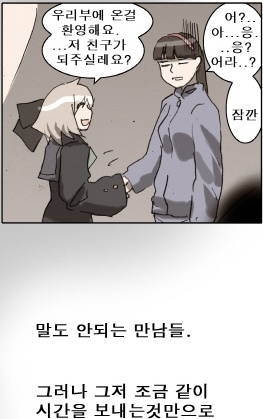 우리부에 온걸
환영해요.
...저 친구가
되주실레요?
어?..
아...응.
..응?
어라..?
잠깐
말도 안되는 만남들.
그러나 그저 조금 같이
시간을 보내는것만으로